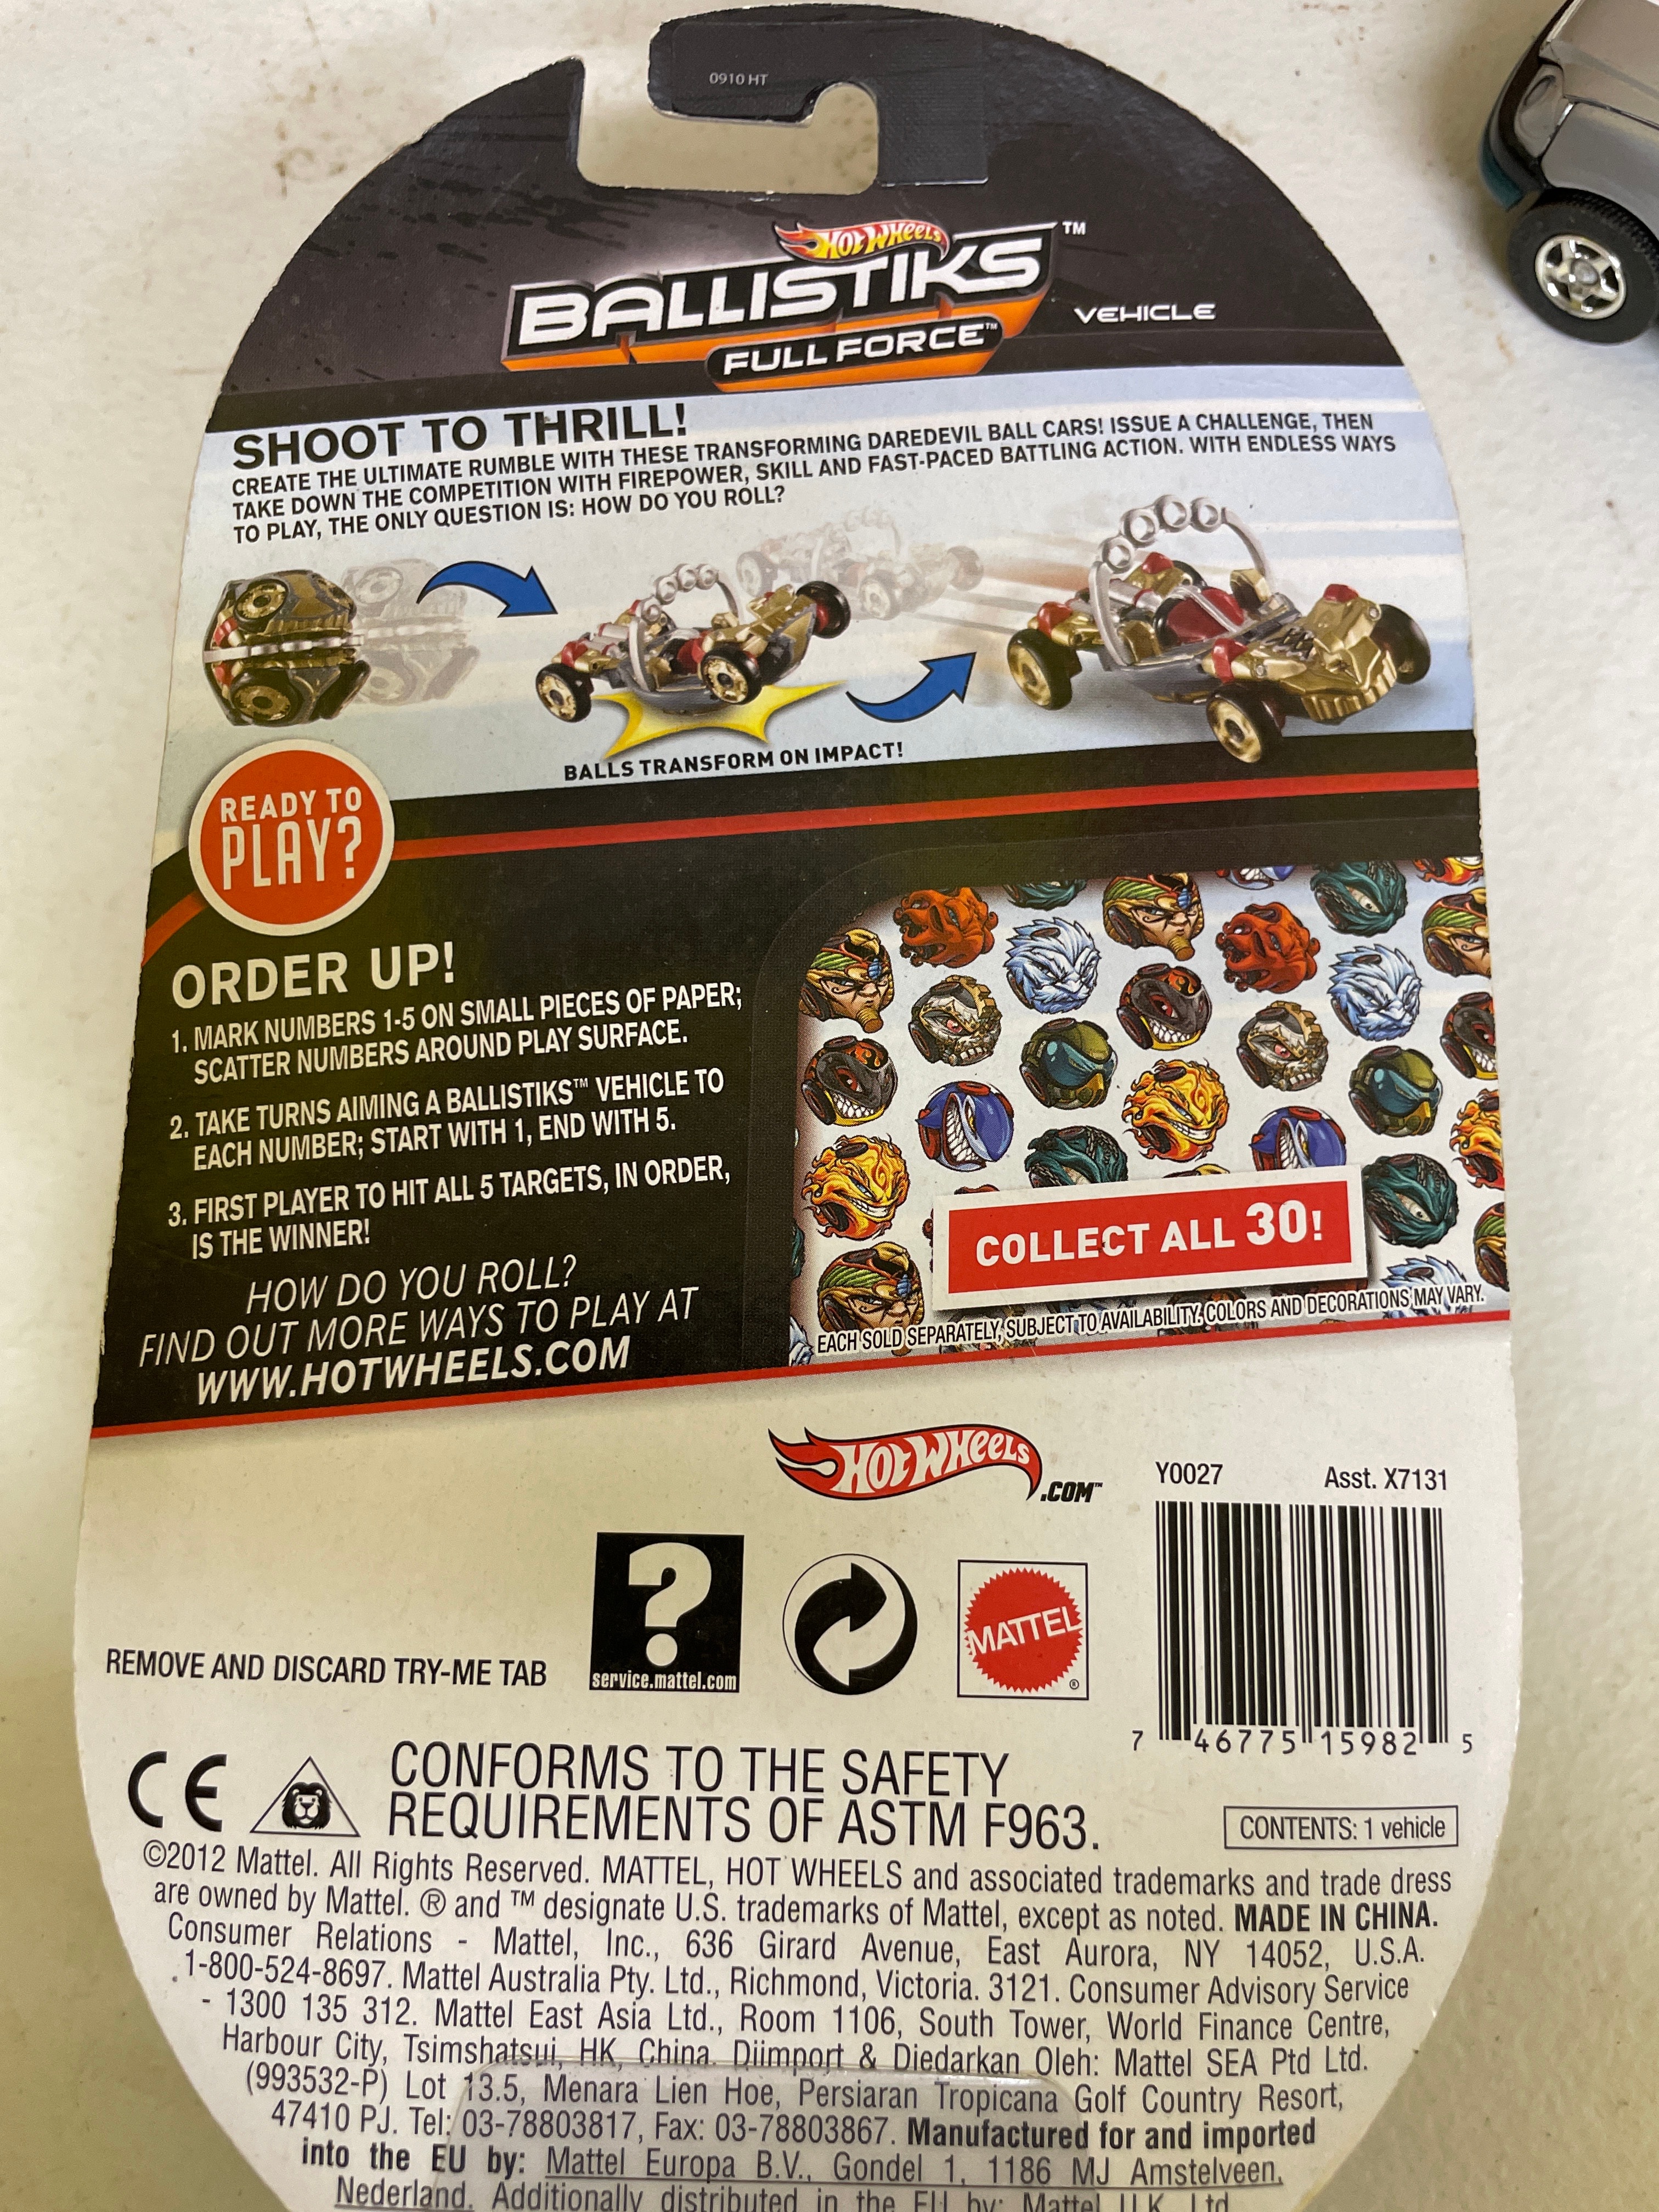 0910 HT
HOT WHEELS
BALLISTIKS™
FULL FORCE™
VEHICLE
SHOOT TO THRILL!
CREATE THE ULTIMATE RUMBLE WITH THESE TRANSFORMING DAREDEVIL BALL CARS! ISSUE A CHALLENGE, THEN
TAKE DOWN THE COMPETITION WITH FIREPOWER, SKILL AND FAST-PACED BATTLING ACTION. WITH ENDLESS WAYS
TO PLAY, THE ONLY QUESTION IS: HOW DO YOU ROLL?
BALLS TRANSFORM ON IMPACT!
READY TO
PLAY?
ORDER UP!
1. MARK NUMBERS 1-5 ON SMALL PIECES OF PAPER;
SCATTER NUMBERS AROUND PLAY SURFACE.
2. TAKE TURNS AIMING A BALLISTIKS™ VEHICLE TO
EACH NUMBER; START WITH 1, END WITH 5.
3. FIRST PLAYER TO HIT ALL 5 TARGETS, IN ORDER,
IS THE WINNER!
HOW DO YOU ROLL?
FIND OUT MORE WAYS TO PLAY AT
WWW.HOTWHEELS.COM
COLLECT ALL 30!
EACH SOLD SEPARATELY, SUBJECT TO AVAILABILITY. COLORS AND DECORATIONS MAY VARY.
HOT WHEELS.COM™
Y0027 Asst. X7131
REMOVE AND DISCARD TRY-ME TAB
?
service.mattel.com
MATTEL®
7 46775 15982 5
CE
CONFORMS TO THE SAFETY
REQUIREMENTS OF ASTM F963.
CONTENTS: 1 vehicle
©2012 Mattel. All Rights Reserved. MATTEL, HOT WHEELS and associated trademarks and trade dress
are owned by Mattel. ® and ™ designate U.S. trademarks of Mattel, except as noted. MADE IN CHINA.
Consumer Relations - Mattel, Inc., 636 Girard Avenue, East Aurora, NY 14052, U.S.A.
1-800-524-8697. Mattel Australia Pty. Ltd., Richmond, Victoria. 3121. Consumer Advisory Service
- 1300 135 312. Mattel East Asia Ltd., Room 1106, South Tower, World Finance Centre,
Harbour City, Tsimshatsui, HK, China. Diimport & Diedarkan Oleh: Mattel SEA Ptd Ltd.
(993532-P) Lot 13.5, Menara Lien Hoe, Persiaran Tropicana Golf Country Resort,
47410 PJ. Tel: 03-78803817, Fax: 03-78803867. Manufactured for and imported
into the EU by: Mattel Europa B.V., Gondel 1, 1186 MJ Amstelveen,
Nederland. Additionally distributed in the EU by: Mattel U.K. Ltd